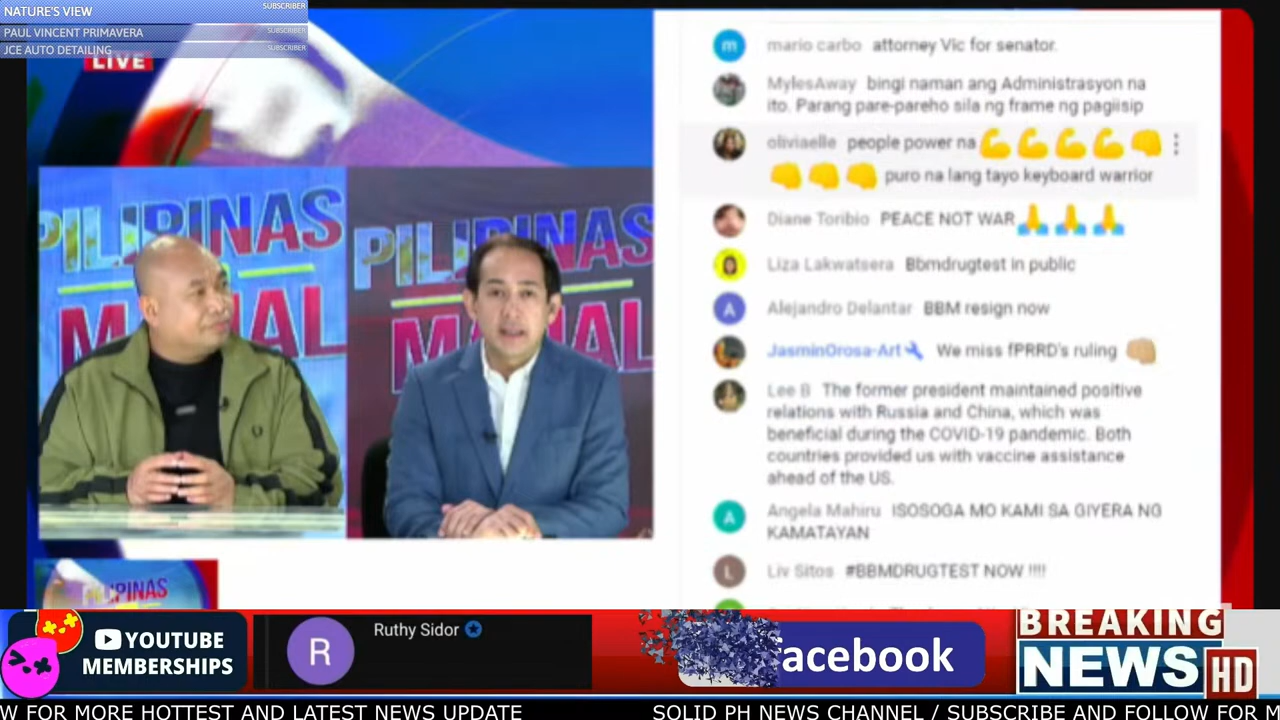 NATURE'S VIEW SUBSCRIBER
PAUL VINCENT PRIMAVERA SUBSCRIBER
JCE AUTO DETAILING SUBSCRIBER
LIVE
PILIPINAS
PILIPINAS
mario carbo attorney Vic for senator.
MylesAway bingi naman ang Administrasyon na
ito. Parang pare-pareho sila ng frame ng pagiisip
oliviaelle people power na 💪💪💪💪👊
👊👊👊 puro na lang tayo keyboard warrior
Diane Toribio PEACE NOT WAR 🙏🙏🙏
Liza Lakwatsera Bbmdrugtest in public
A Alejandro Delantar BBM resign now
JasminOrosa-Art We miss fPRRD's ruling 👊🏼
Lee B The former president maintained positive
relations with Russia and China, which was
beneficial during the COVID-19 pandemic. Both
countries provided us with vaccine assistance
ahead of the US.
A Angela Mahiru ISOSOGA MO KAMI SA GIYERA NG
KAMATAYAN
L Liv Sitos #BBMDRUGTEST NOW !!!!
PILIPINAS
YOUTUBE
MEMBERSHIPS
R Ruthy Sidor
acebook
BREAKING
NEWS HD
W FOR MORE HOTTEST AND LATEST NEWS UPDATE SOLID PH NEWS CHANNEL / SUBSCRIBE AND FOLLOW FOR M